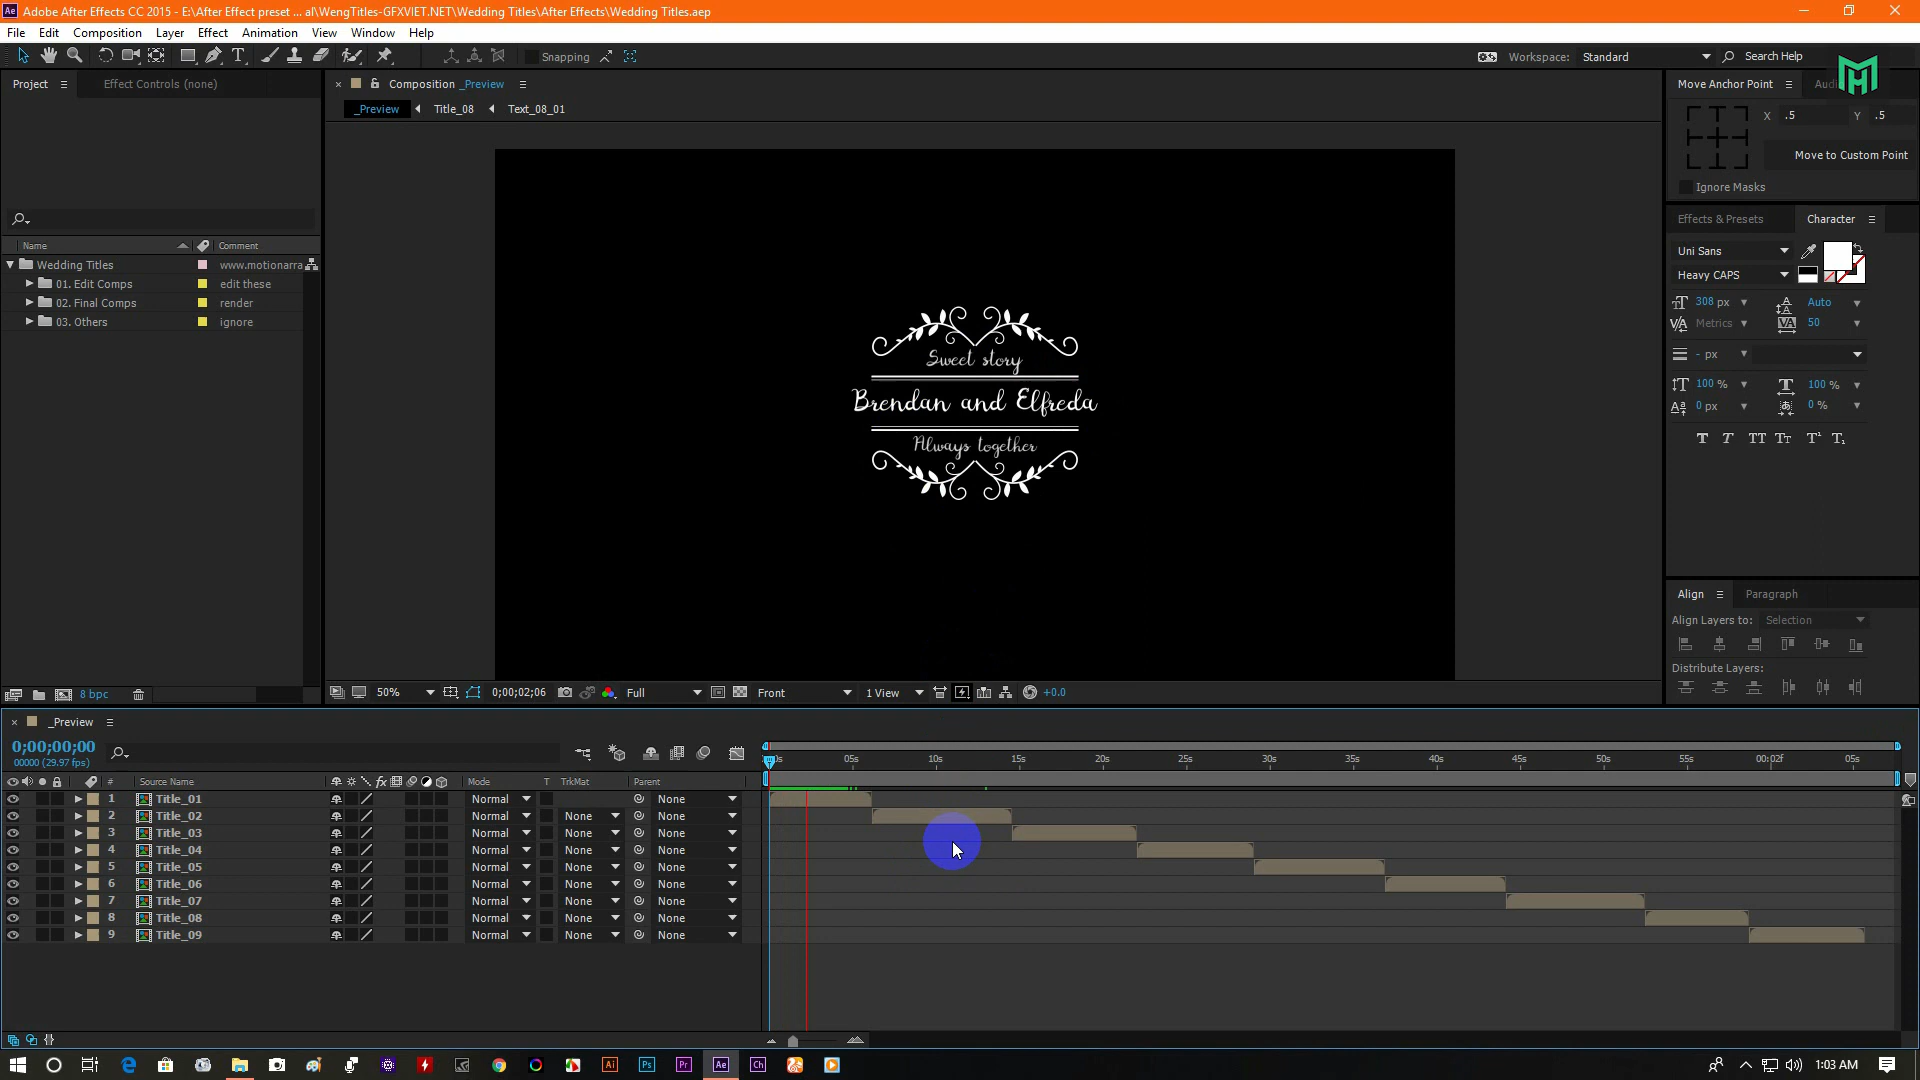 Adobe After Effects CC 2015 - E:\After Effect preset ... al\WengTitles-GFXVIET.NET\Wedding Titles\After Effects\Wedding Titles.aep
File Edit Composition Layer Effect Animation View Window Help
Snapping
Workspace: Standard
Search Help
Project
Effect Controls (none)
Name
Comment
Wedding Titles
www.motionarra
01. Edit Comps
edit these
02. Final Comps
render
03. Others
ignore
8 bpc
Composition _Preview
_Preview
Title_08
Text_08_01
Sweet story
Brendan and Elfreda
Always together
50%
0;00;02;06
Full
Front
1 View
+0.0
Move Anchor Point
X .5 Y .5
Move to Custom Point
Ignore Masks
Effects & Presets
Character
Uni Sans
Heavy CAPS
308 px
Auto
Metrics
50
- px
100 %
100 %
0 px
0 %
Align
Paragraph
Align Layers to: Selection
Distribute Layers:
_Preview
0;00;00;00
00000 (29.97 fps)
05s 10s 15s 20s 25s 30s 35s 40s 45s 50s 55s 00:02f 05s
# Source Name Mode T TrkMat Parent
1 Title_01 Normal None
2 Title_02 Normal None None
3 Title_03 Normal None None
4 Title_04 Normal None None
5 Title_05 Normal None None
6 Title_06 Normal None None
7 Title_07 Normal None None
8 Title_08 Normal None None
9 Title_09 Normal None None
1:03 AM